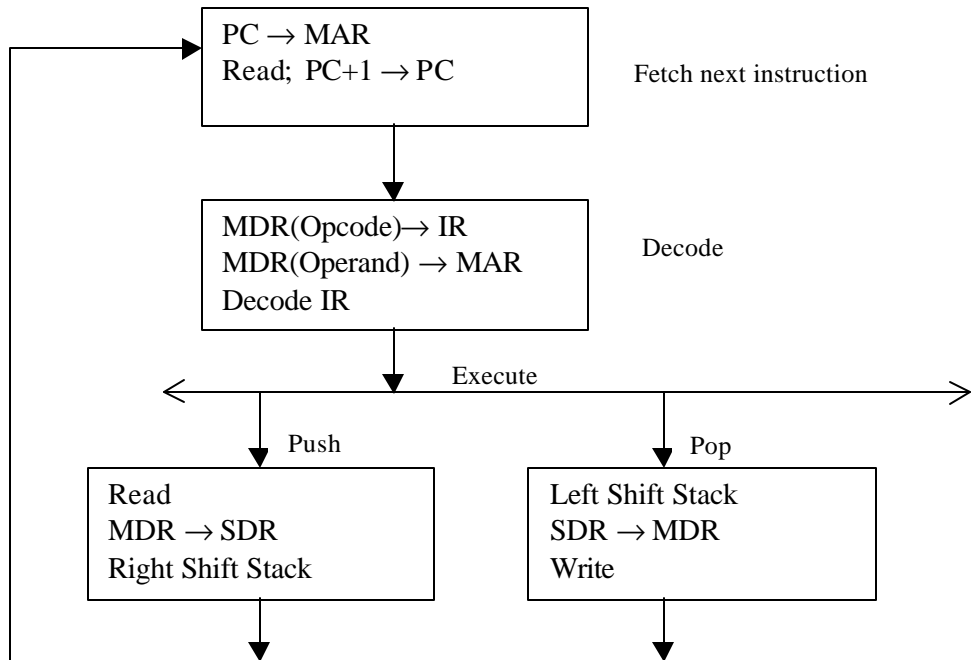 PC → MAR
Read; PC+1 → PC
Fetch next instruction
MDR(Opcode)→ IR
MDR(Operand) → MAR
Decode IR
Decode
Execute
Push
Pop
Read
MDR → SDR
Right Shift Stack
Left Shift Stack
SDR → MDR
Write